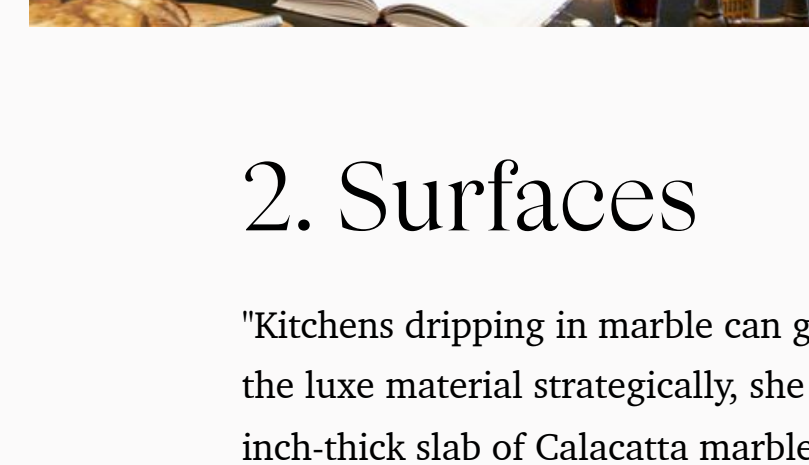 2. Surfaces
"Kitchens dripping in marble can
the luxe material strategically, she
inch-thick slab of Calacatta marble